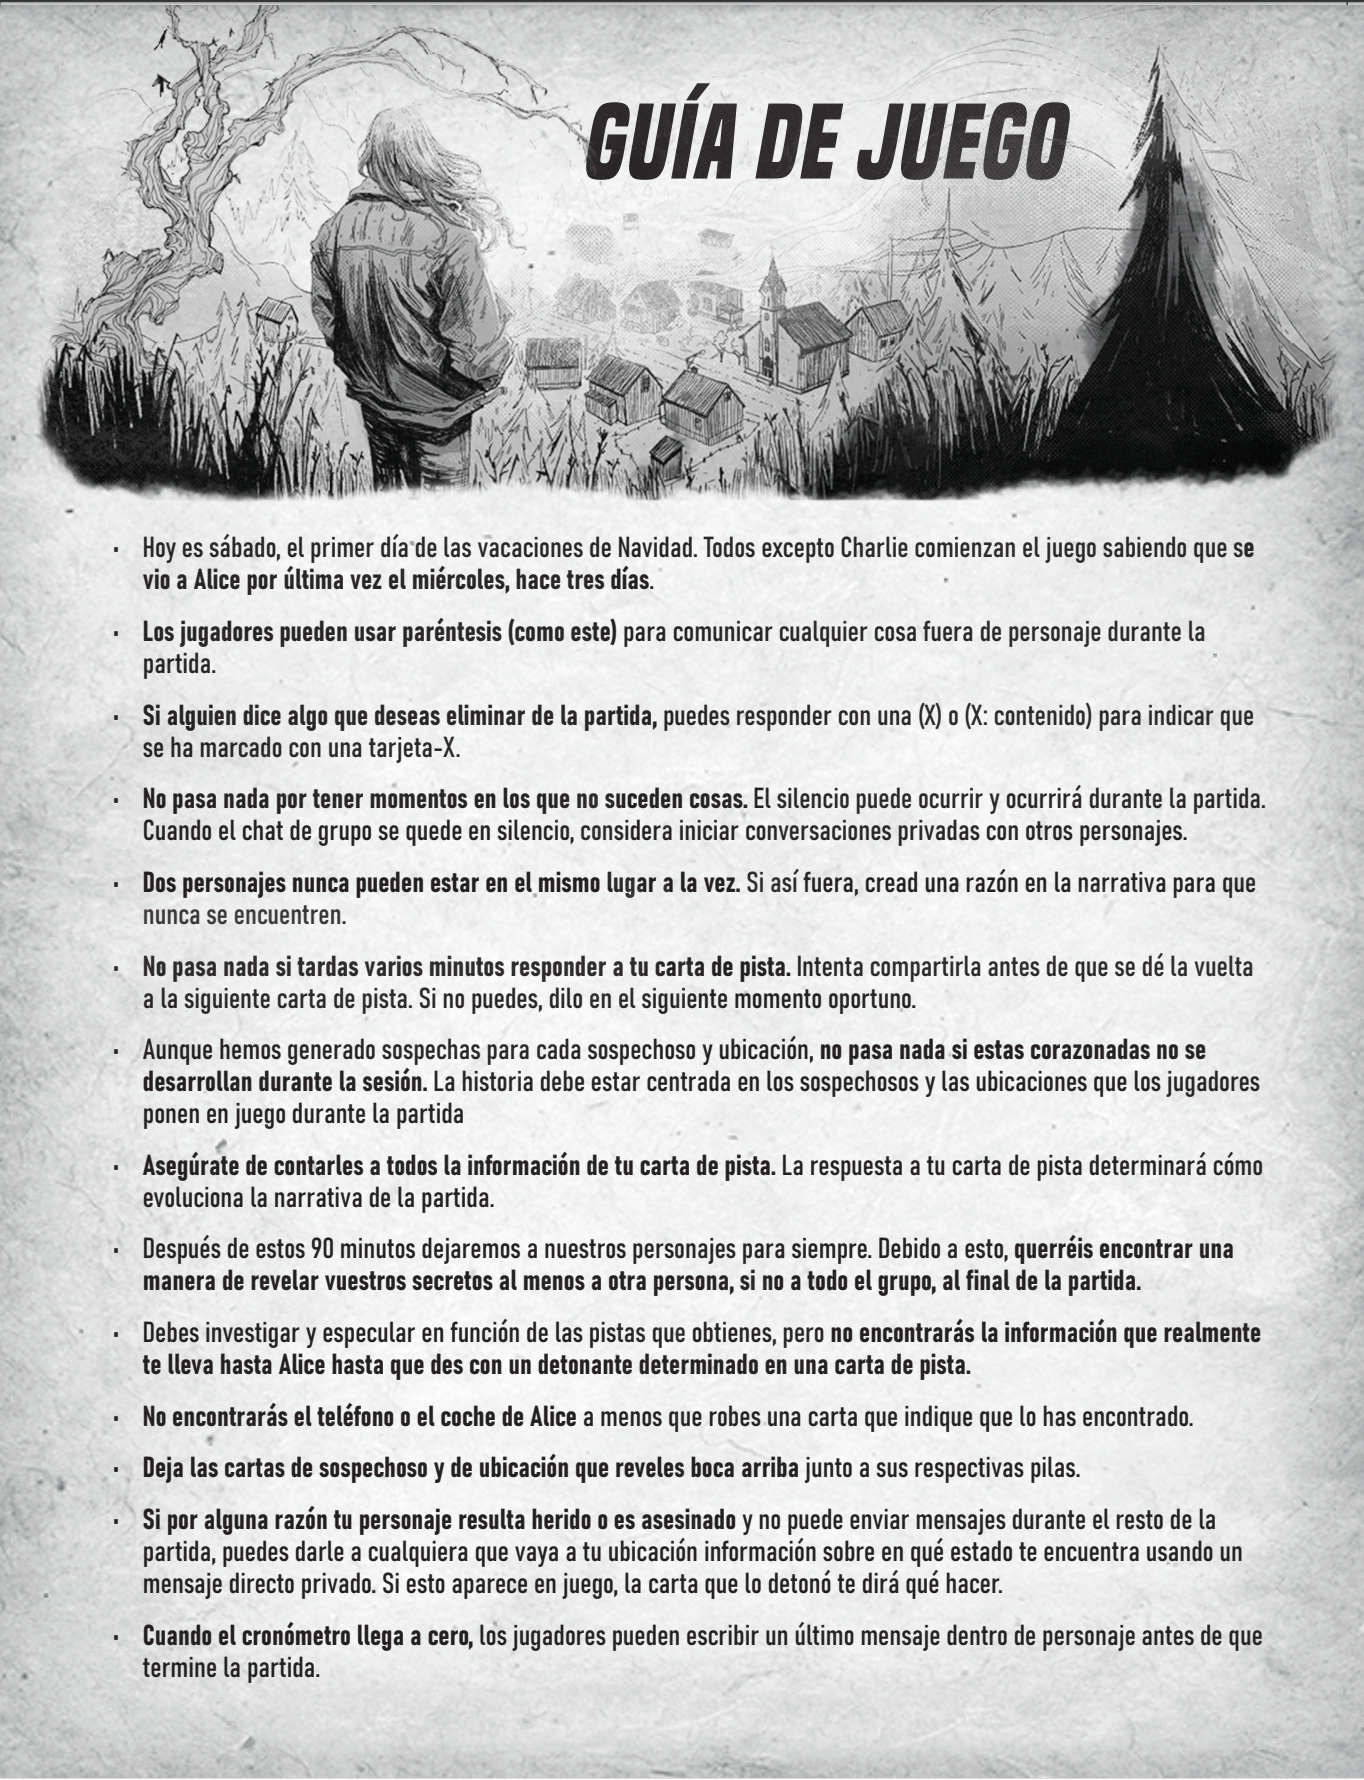 GUÍA DE JUEGO
· Hoy es sábado, el primer día de las vacaciones de Navidad. Todos excepto Charlie comienzan el juego sabiendo que se
vio a Alice por última vez el miércoles, hace tres días.
· Los jugadores pueden usar paréntesis (como este) para comunicar cualquier cosa fuera de personaje durante la
partida.
· Si alguien dice algo que deseas eliminar de la partida, puedes responder con una (X) o (X: contenido) para indicar que
se ha marcado con una tarjeta-X.
· No pasa nada por tener momentos en los que no suceden cosas. El silencio puede ocurrir y ocurrirá durante la partida.
Cuando el chat de grupo se quede en silencio, considera iniciar conversaciones privadas con otros personajes.
· Dos personajes nunca pueden estar en el mismo lugar a la vez. Si así fuera, cread una razón en la narrativa para que
nunca se encuentren.
· No pasa nada si tardas varios minutos responder a tu carta de pista. Intenta compartirla antes de que se dé la vuelta
a la siguiente carta de pista. Si no puedes, dilo en el siguiente momento oportuno.
· Aunque hemos generado sospechas para cada sospechoso y ubicación, no pasa nada si estas corazonadas no se
desarrollan durante la sesión. La historia debe estar centrada en los sospechosos y las ubicaciones que los jugadores
ponen en juego durante la partida
· Asegúrate de contarles a todos la información de tu carta de pista. La respuesta a tu carta de pista determinará cómo
evoluciona la narrativa de la partida.
· Después de estos 90 minutos dejaremos a nuestros personajes para siempre. Debido a esto, querréis encontrar una
manera de revelar vuestros secretos al menos a otra persona, si no a todo el grupo, al final de la partida.
· Debes investigar y especular en función de las pistas que obtienes, pero no encontrarás la información que realmente
te lleva hasta Alice hasta que des con un detonante determinado en una carta de pista.
· No encontrarás el teléfono o el coche de Alice a menos que robes una carta que indique que lo has encontrado.
· Deja las cartas de sospechoso y de ubicación que reveles boca arriba junto a sus respectivas pilas.
· Si por alguna razón tu personaje resulta herido o es asesinado y no puede enviar mensajes durante el resto de la
partida, puedes darle a cualquiera que vaya a tu ubicación información sobre en qué estado te encuentra usando un
mensaje directo privado. Si esto aparece en juego, la carta que lo detonó te dirá qué hacer.
· Cuando el cronómetro llega a cero, los jugadores pueden escribir un último mensaje dentro de personaje antes de que
termine la partida.